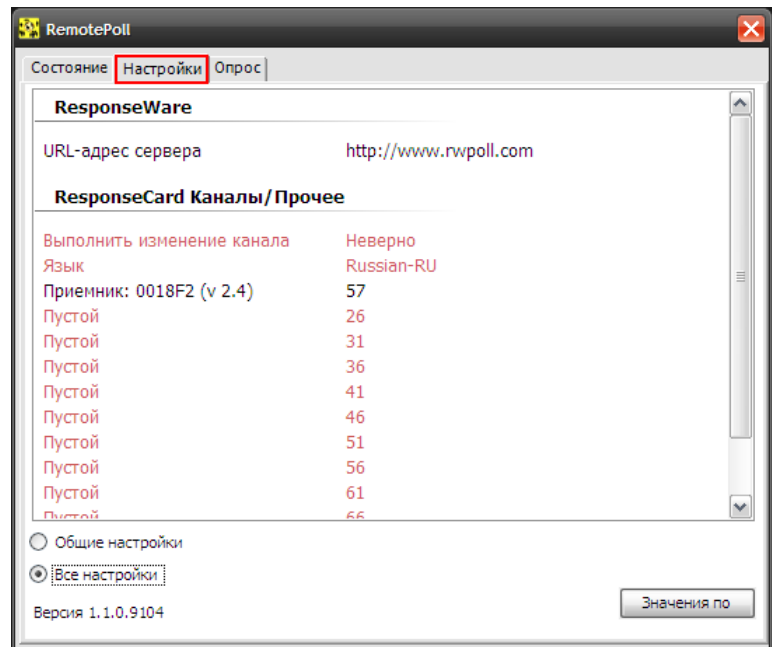 RemotePoll
Состояние Настройки Опрос
ResponseWare
URL-адрес сервера http://www.rwpoll.com
ResponseCard Каналы/Прочее
Выполнить изменение канала Неверно
Язык Russian-RU
Приемник: 0018F2 (v 2.4) 57
Пустой 26
Пустой 31
Пустой 36
Пустой 41
Пустой 46
Пустой 51
Пустой 56
Пустой 61
Пустой 66
Общие настройки
Все настройки
Значения по
Версия 1.1.0.9104